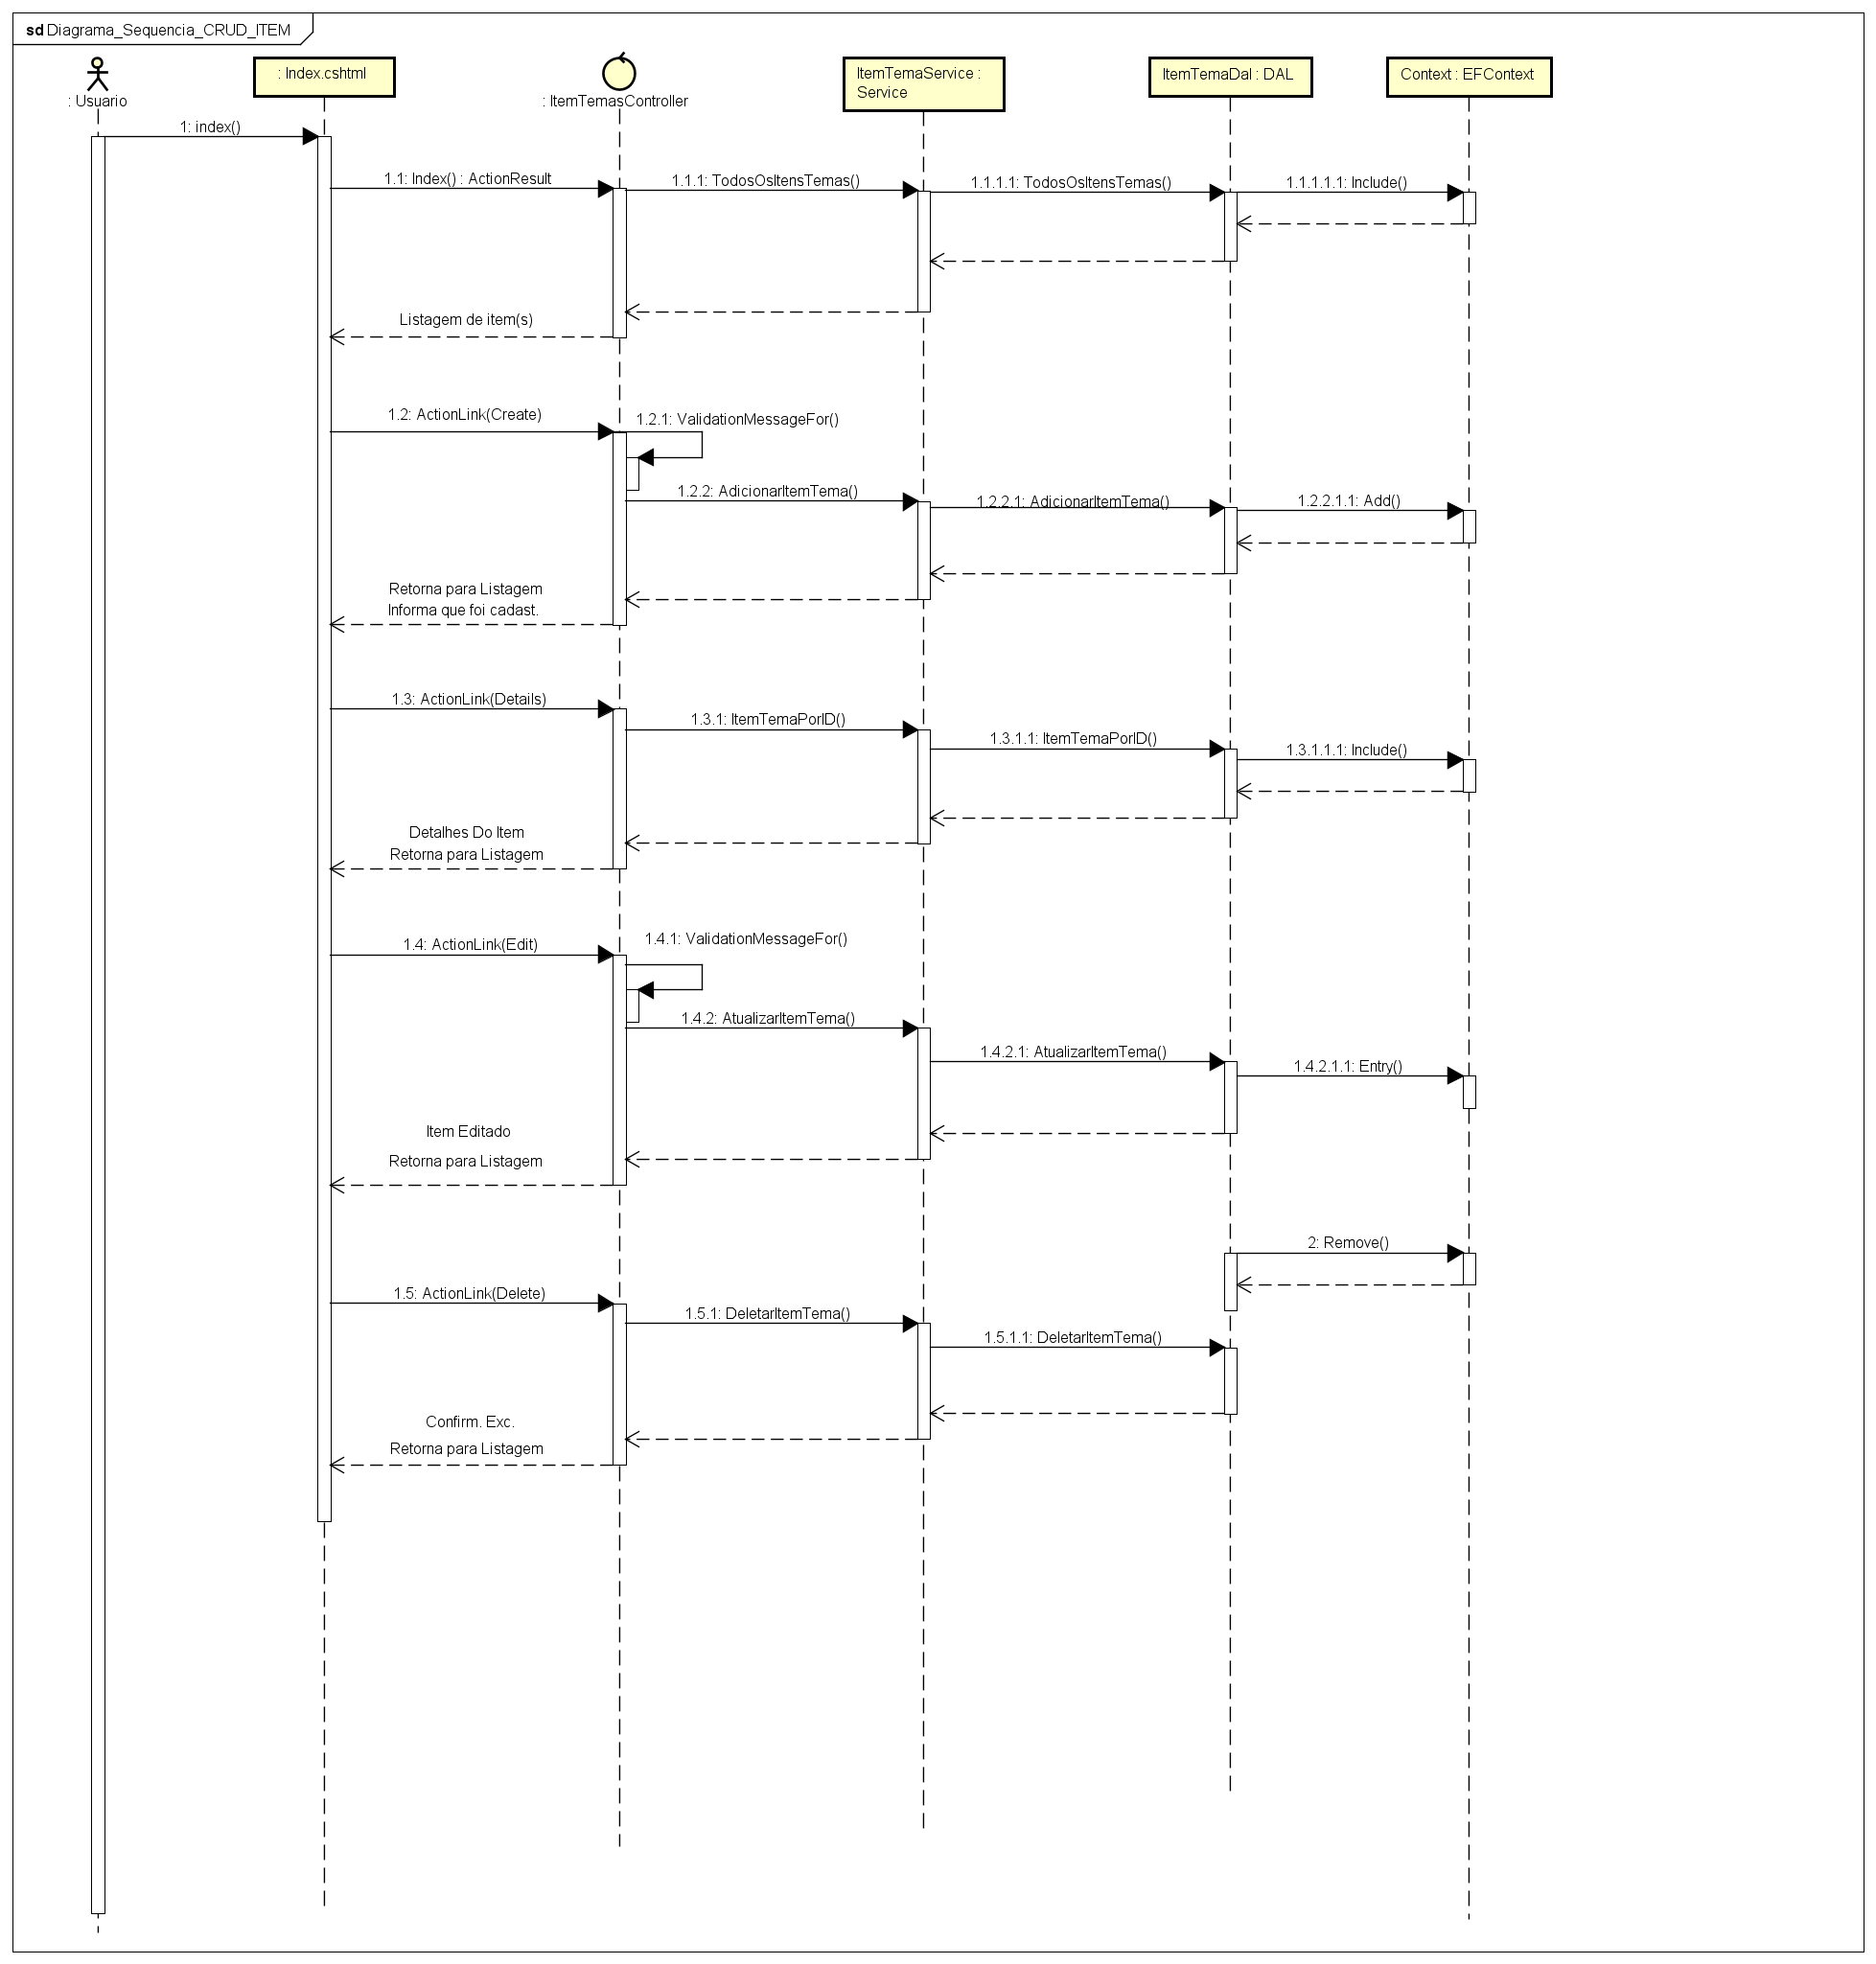 sd Diagrama_Sequencia_CRUD_ITEM
: Usuario
: Index.cshtml
: ItemTemasController
ItemTemaService :
Service
ItemTemaDal : DAL
Context : EFContext
1: index()
1.1: Index() : ActionResult
1.1.1: TodosOsItensTemas()
1.1.1.1: TodosOsItensTemas()
1.1.1.1.1: Include()
Listagem de item(s)
1.2: ActionLink(Create)
1.2.1: ValidationMessageFor()
1.2.2: AdicionarItemTema()
1.2.2.1: AdicionarItemTema()
1.2.2.1.1: Add()
Retorna para Listagem
Informa que foi cadast.
1.3: ActionLink(Details)
1.3.1: ItemTemaPorID()
1.3.1.1: ItemTemaPorID()
1.3.1.1.1: Include()
Detalhes Do Item
Retorna para Listagem
1.4: ActionLink(Edit)
1.4.1: ValidationMessageFor()
1.4.2: AtualizarItemTema()
1.4.2.1: AtualizarItemTema()
1.4.2.1.1: Entry()
Item Editado
Retorna para Listagem
2: Remove()
1.5: ActionLink(Delete)
1.5.1: DeletarItemTema()
1.5.1.1: DeletarItemTema()
Confirm. Exc.
Retorna para Listagem